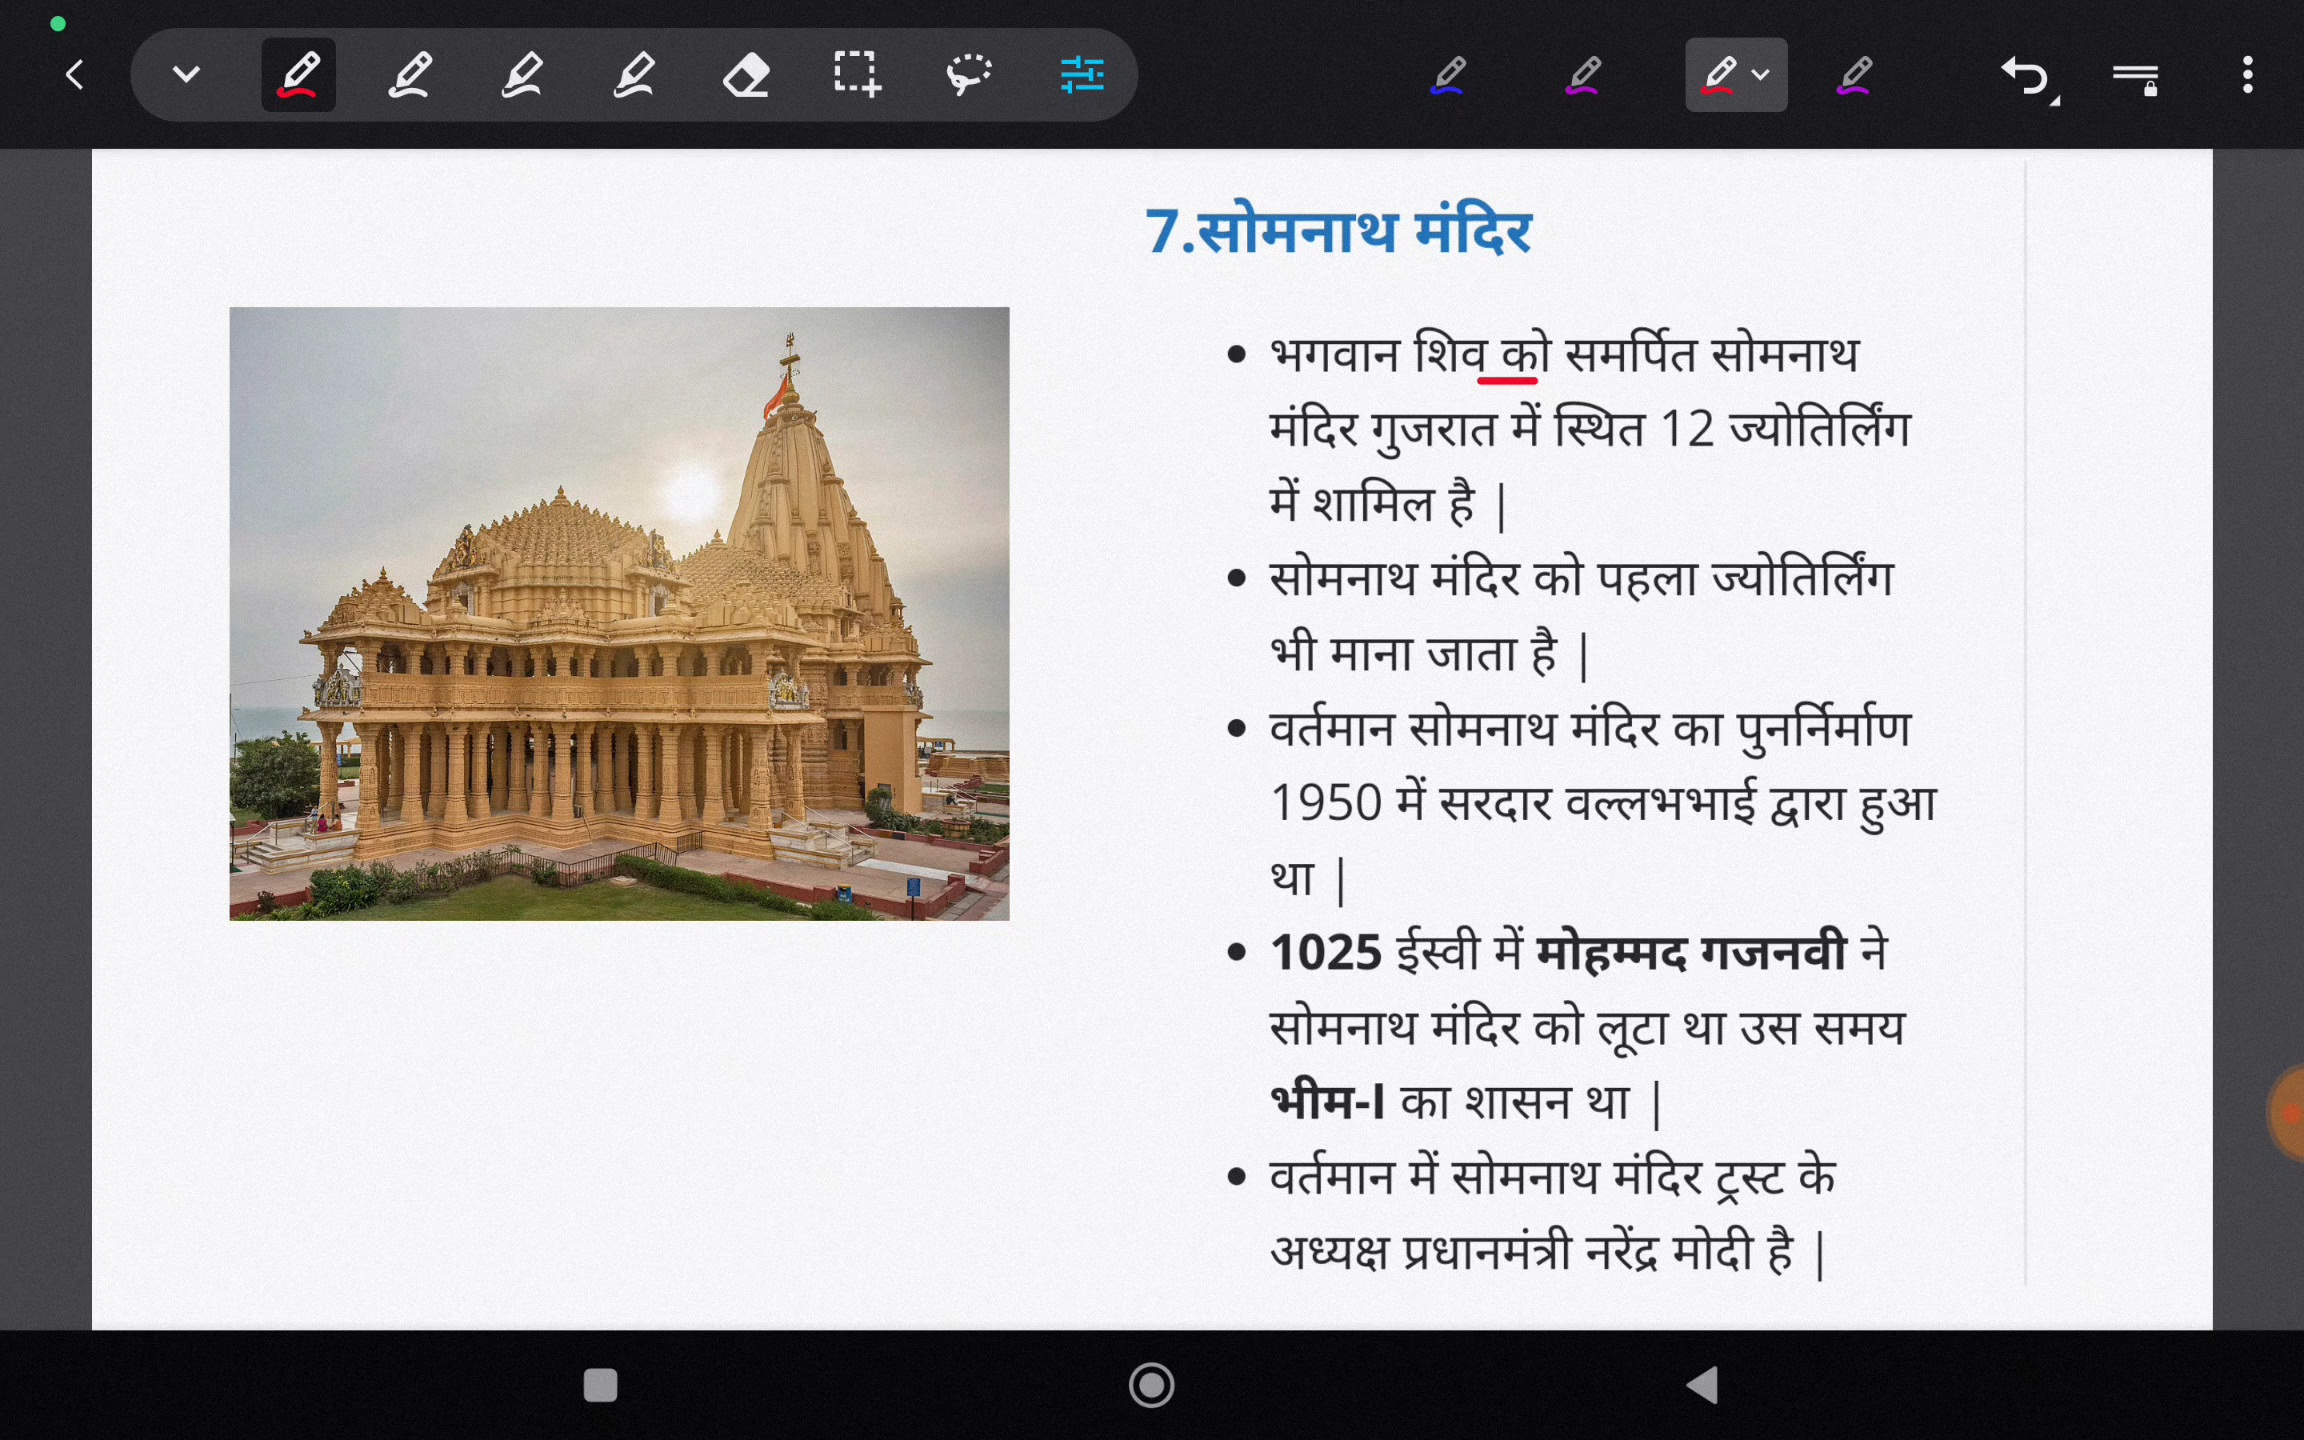 7.सोमनाथ मंदिर
• भगवान शिव को समर्पित सोमनाथ
मंदिर गुजरात में स्थित 12 ज्योतिर्लिंग
में शामिल है |
• सोमनाथ मंदिर को पहला ज्योतिर्लिंग
भी माना जाता है |
• वर्तमान सोमनाथ मंदिर का पुनर्निर्माण
1950 में सरदार वल्लभभाई द्वारा हुआ
था |
• 1025 ईस्वी में मोहम्मद गजनवी ने
सोमनाथ मंदिर को लूटा था उस समय
भीम-I का शासन था |
• वर्तमान में सोमनाथ मंदिर ट्रस्ट के
अध्यक्ष प्रधानमंत्री नरेंद्र मोदी है |